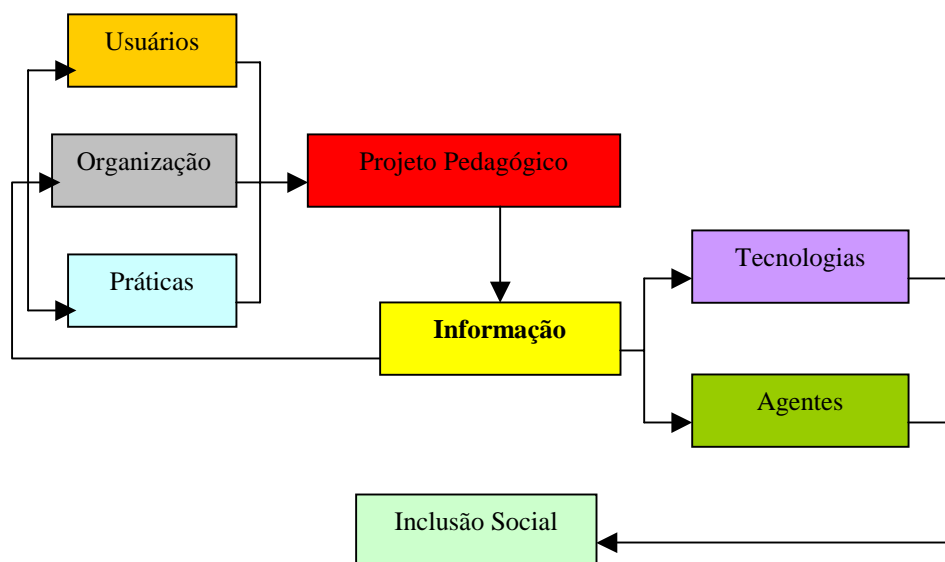 Usuários
Organização
Projeto Pedagógico
Práticas
Tecnologias
Informação
Agentes
Inclusão Social